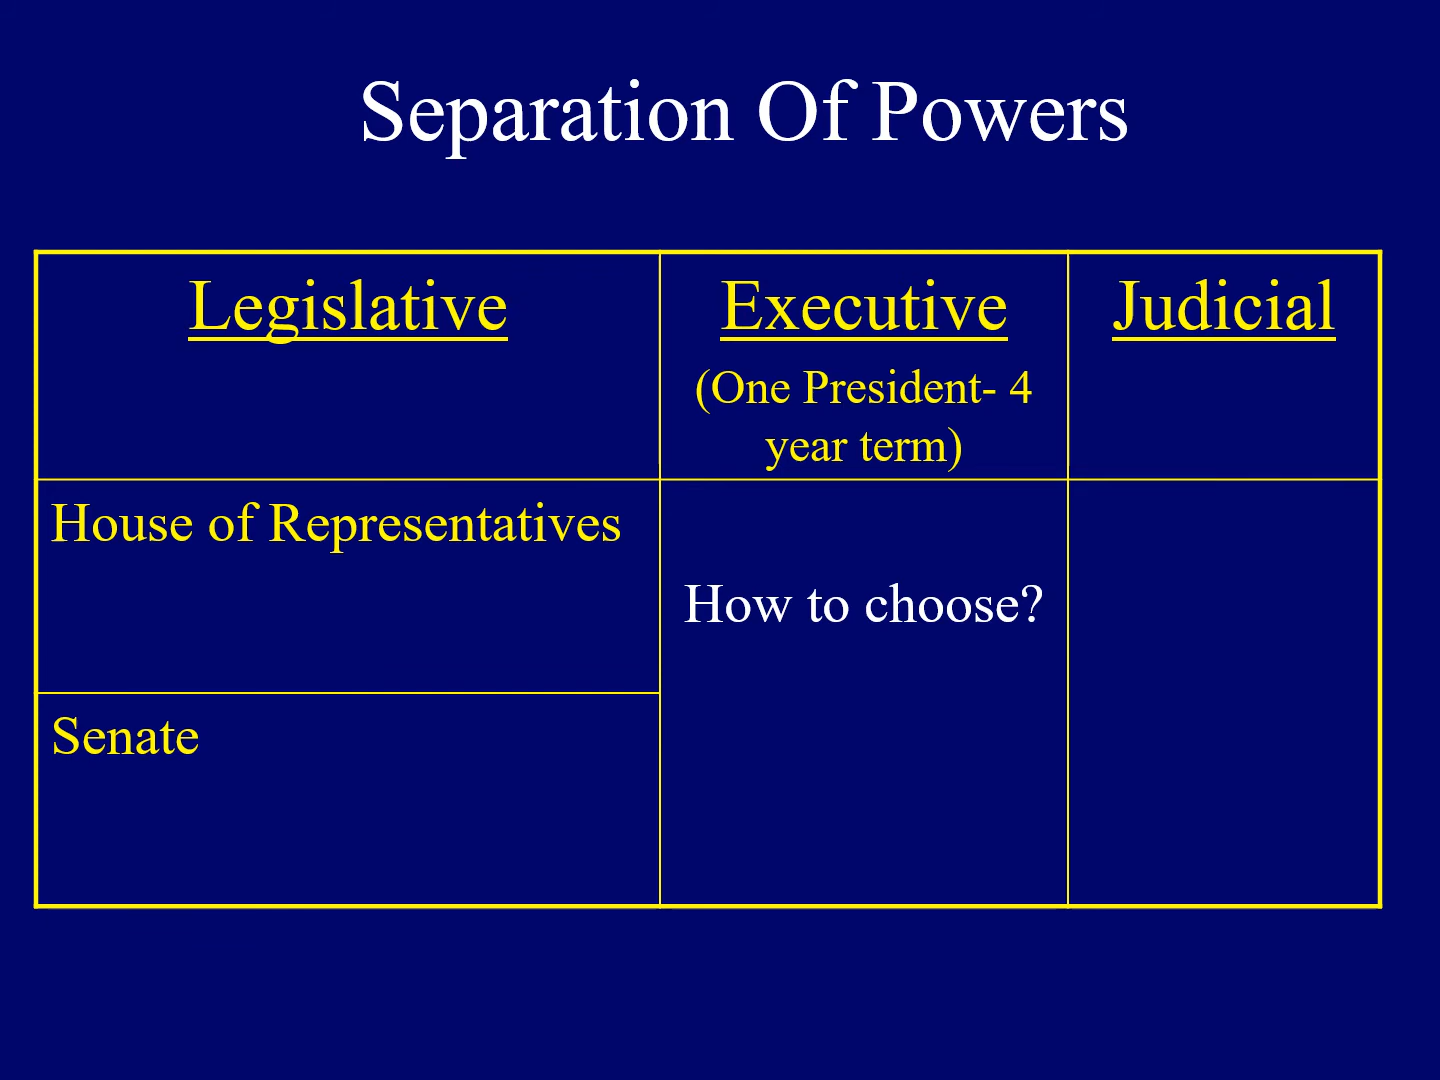 Separation Of Powers
Legislative
Executive
(One President- 4
year term)
Judicial
House of Representatives
How to choose?
Senate